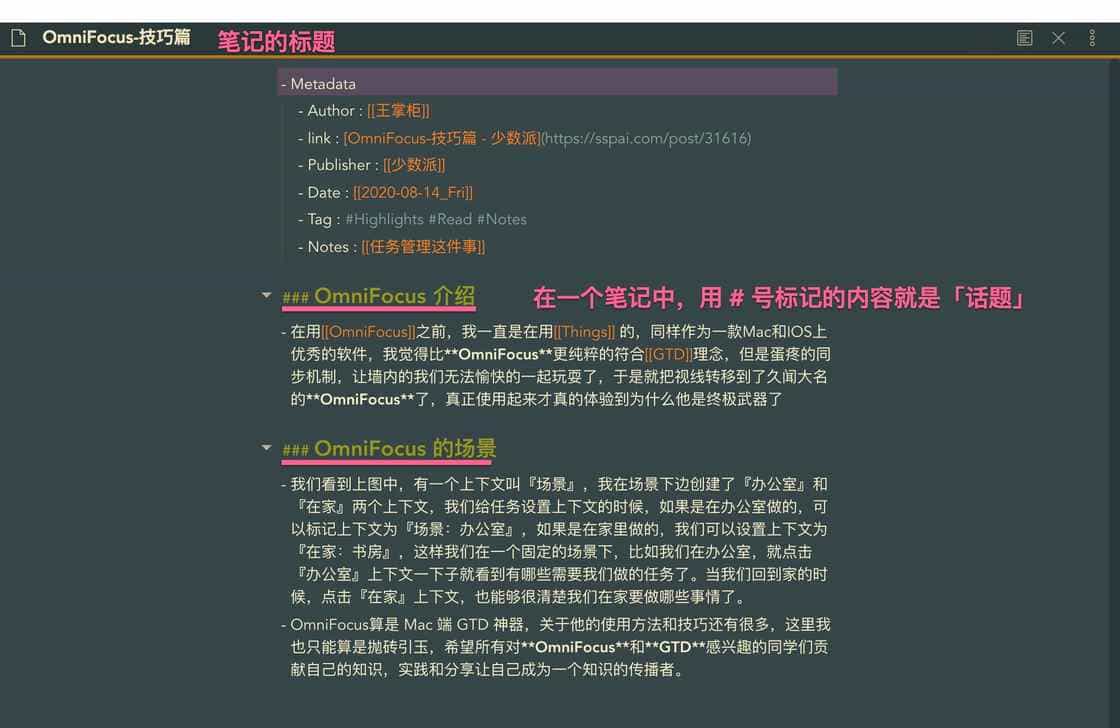 OmniFocus-技巧篇 笔记的标题
- Metadata
- Author : [[王掌柜]]
- link : [OmniFocus-技巧篇 - 少数派](https://sspai.com/post/31616)
- Publisher : [[少数派]]
- Date : [[2020-08-14_Fri]]
- Tag : #Highlights #Read #Notes
- Notes : [[任务管理这件事]]
### OmniFocus 介绍 在一个笔记中，用 # 号标记的内容就是「话题」
- 在用[[OmniFocus]]之前，我一直是在用[[Things]] 的，同样作为一款Mac和IOS上
优秀的软件，我觉得比**OmniFocus**更纯粹的符合[[GTD]]理念，但是蛋疼的同
步机制，让墙内的我们无法愉快的一起玩耍了，于是就把视线转移到了久闻大名
的**OmniFocus**了，真正使用起来才真的体验到为什么他是终极武器了
### OmniFocus 的场景
- 我们看到上图中，有一个上下文叫『场景』，我在场景下边创建了『办公室』和
『在家』两个上下文，我们给任务设置上下文的时候，如果是在办公室做的，可
以标记上下文为『场景：办公室』，如果是在家里做的，我们可以设置上下文为
『在家：书房』，这样我们在一个固定的场景下，比如我们在办公室，就点击
『办公室』上下文一下子就看到有哪些需要我们做的任务了。当我们回到家的时
候，点击『在家』上下文，也能够很清楚我们在家要做哪些事情了。
- OmniFocus算是 Mac 端 GTD 神器，关于他的使用方法和技巧还有很多，这里我
也只能算是抛砖引玉，希望所有对**OmniFocus**和**GTD**感兴趣的同学们贡
献自己的知识，实践和分享让自己成为一个知识的传播者。